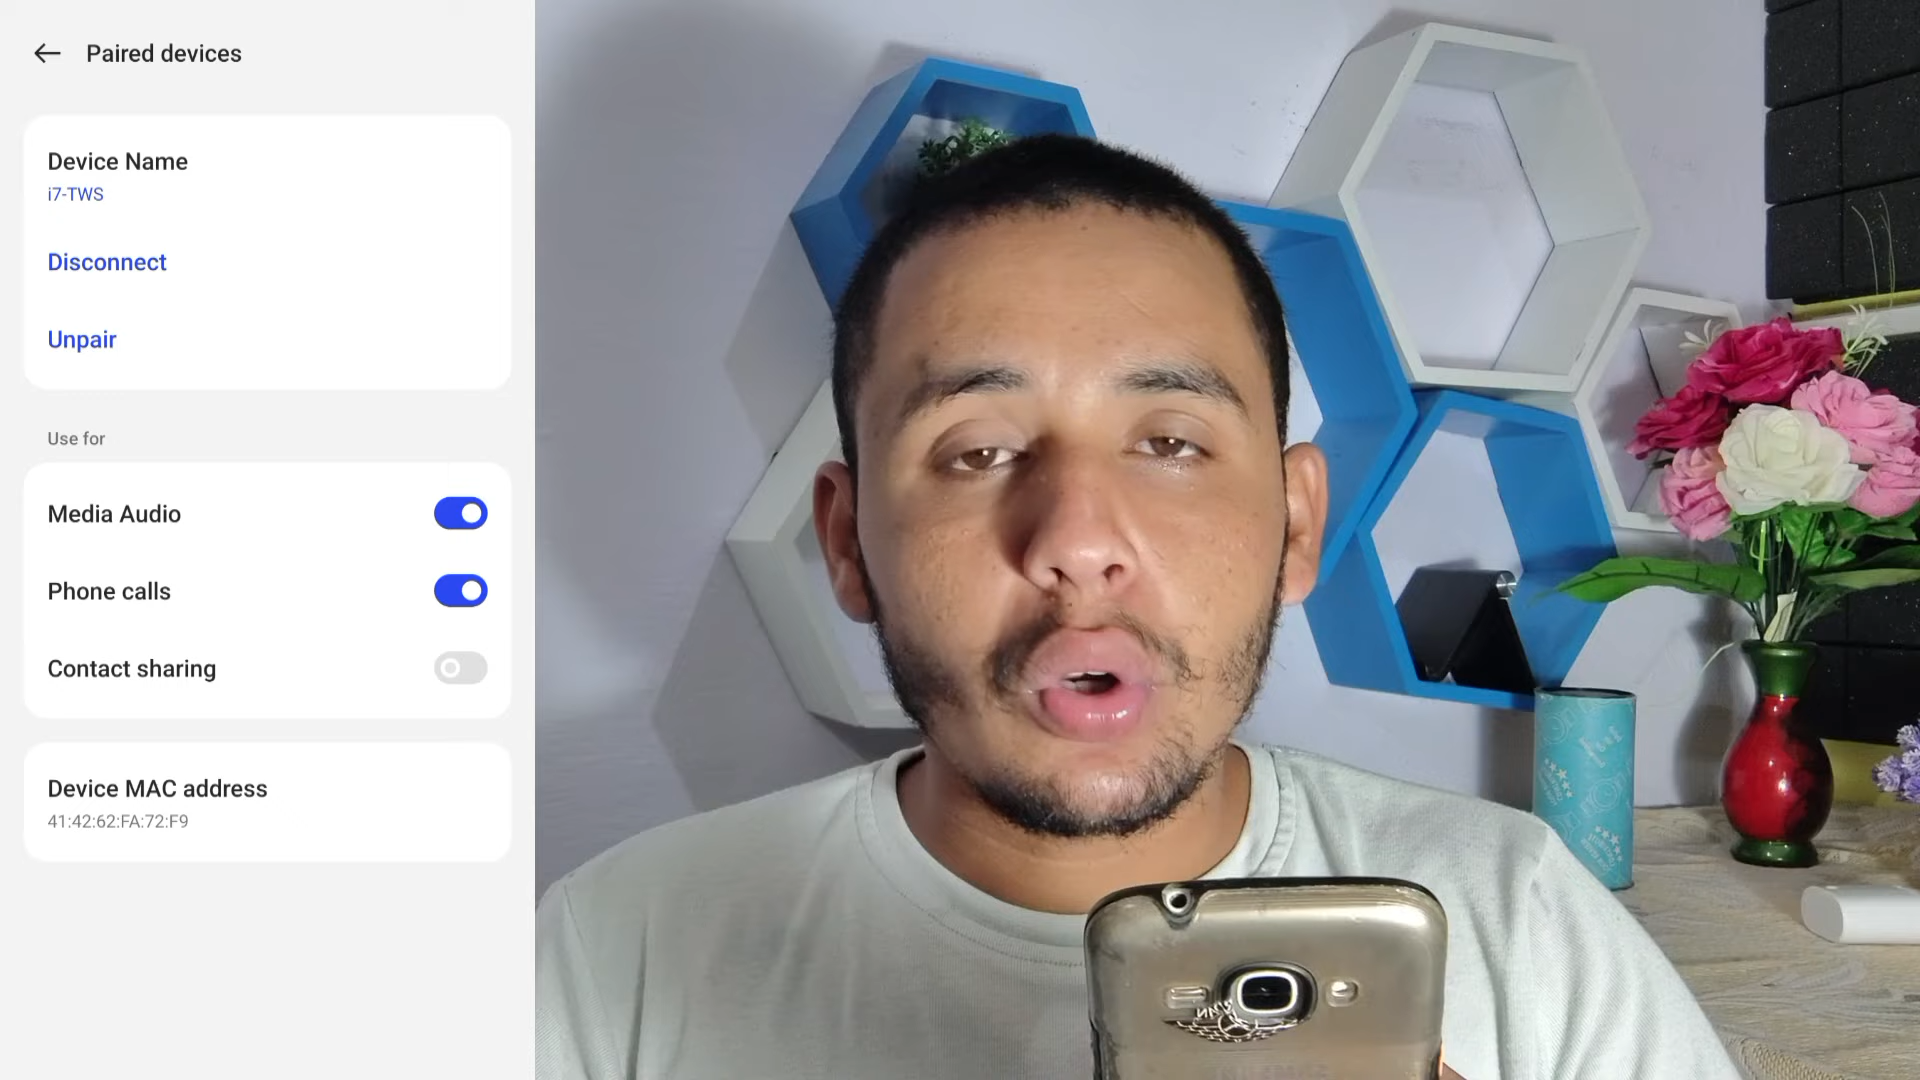 Paired devices
Device Name
i7-TWS
Disconnect
Unpair
Use for
Media Audio
Phone calls
Contact sharing
Device MAC address
41:42:62:FA:72:F9